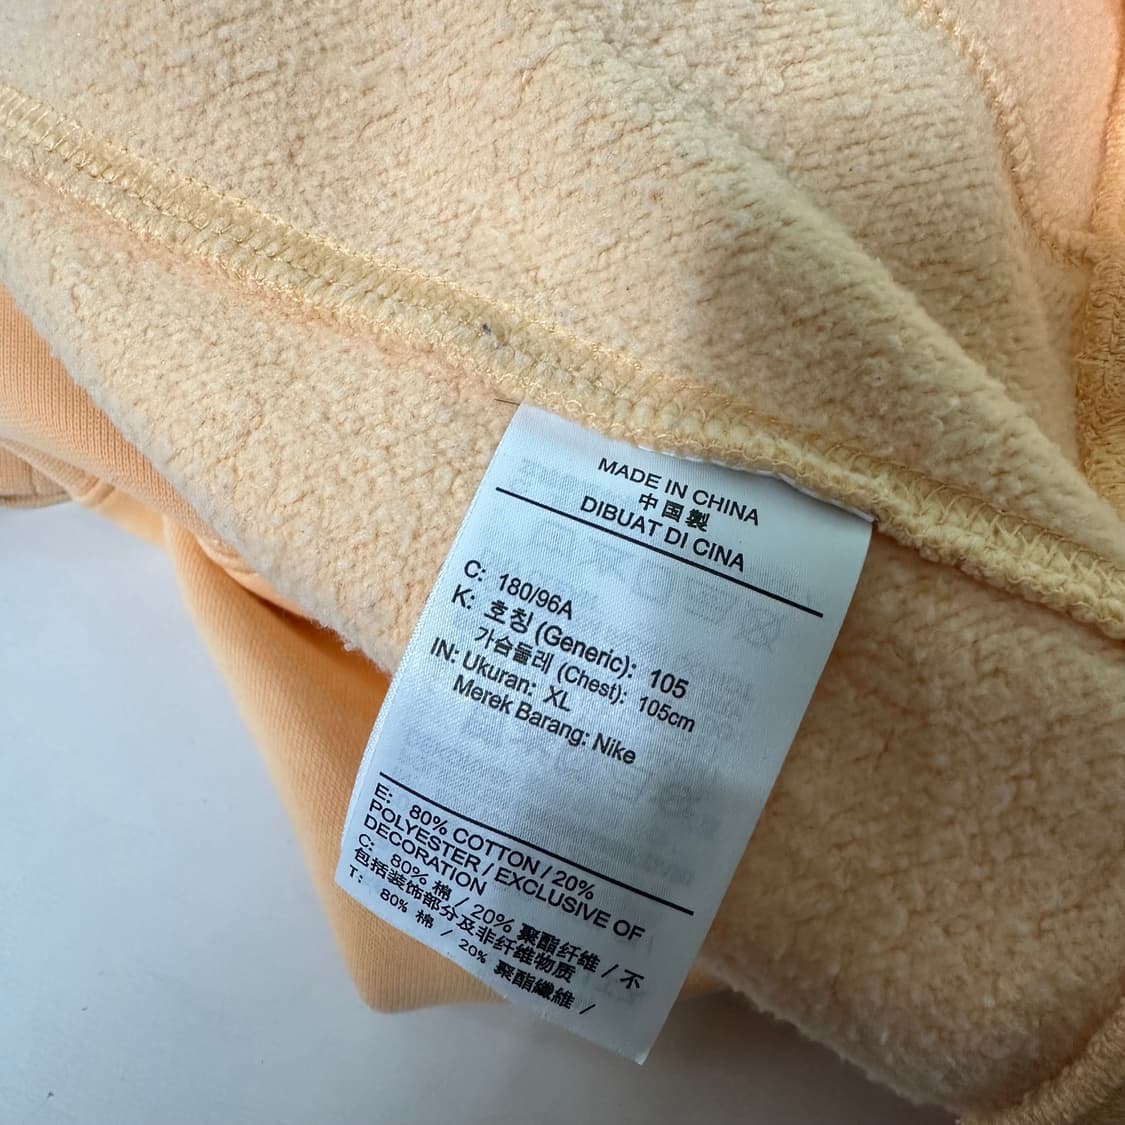 MADE IN CHINA
中国製
DIBUAT DI CINA
C: 180/96A
K: 호칭 (Generic): 105
가슴둘레 (Chest): 105cm
IN: Ukuran: XL
Merek Barang: Nike
E: 80% COTTON / 20%
POLYESTER / EXCLUSIVE OF
DECORATION
C: 80% 棉 / 20% 聚酯纤维 / 不
包括装饰部分及非纤维物质
T: 80% 棉 / 20% 聚酯纖維 /